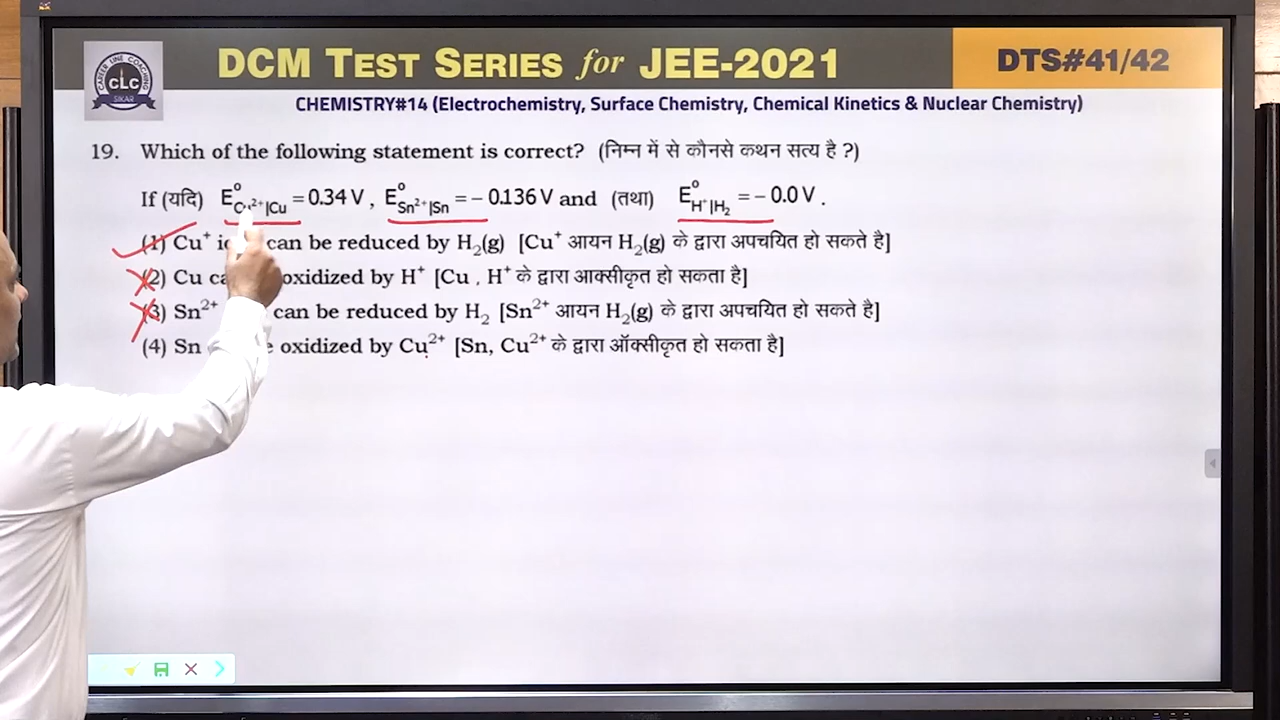 CAREER LINE COACHING
CLC
SIKAR
DCM TEST SERIES for JEE-2021
DTS#41/42
CHEMISTRY#14 (Electrochemistry, Surface Chemistry, Chemical Kinetics & Nuclear Chemistry)
19. Which of the following statement is correct? (निम्न में से कौनसे कथन सत्य है ?)
If (यदि) E°Cu²⁺|Cu = 0.34 V , E°Sn²⁺|Sn = – 0.136 V and (तथा) E°H⁺|H₂ = – 0.0 V .
(1) Cu⁺ can be reduced by H₂(g) [Cu⁺ आयन H₂(g) के द्वारा अपचयित हो सकते है]
(2) Cu oxidized by H⁺ [Cu , H⁺ के द्वारा आक्सीकृत हो सकता है]
(3) Sn²⁺ can be reduced by H₂ [Sn²⁺ आयन H₂(g) के द्वारा अपचयित हो सकते है]
(4) Sn oxidized by Cu²⁺ [Sn, Cu²⁺ के द्वारा ऑक्सीकृत हो सकता है]